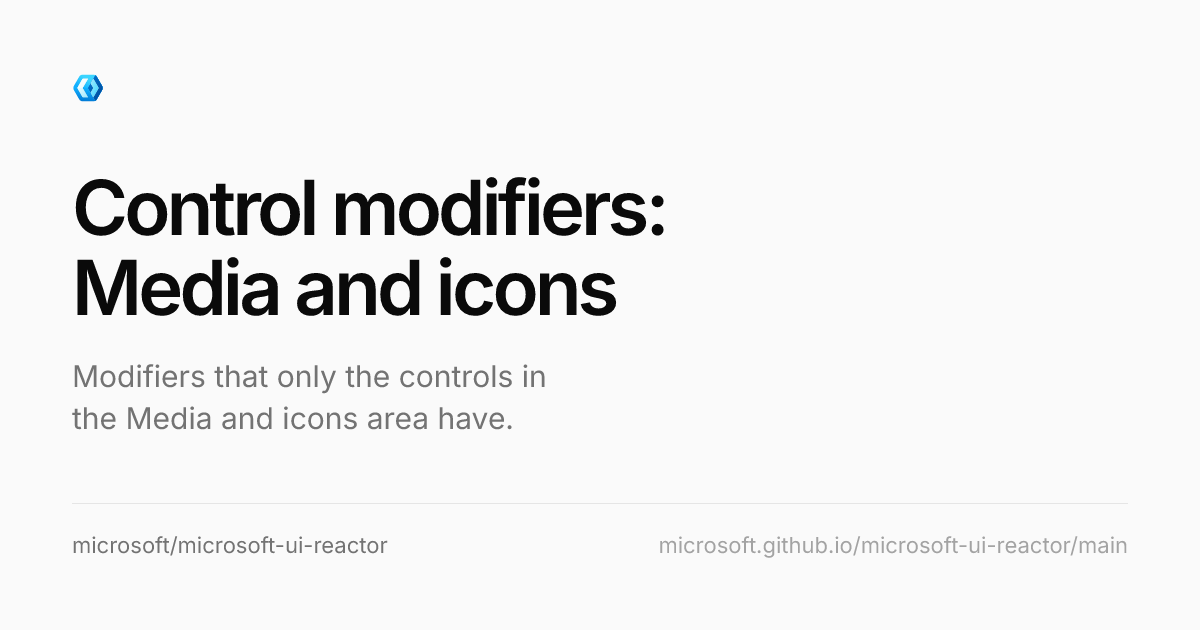 Control modifiers:
Media and icons
Modifiers that only the controls in
the Media and icons area have.
microsoft/microsoft-ui-reactor
microsoft.github.io/microsoft-ui-reactor/main